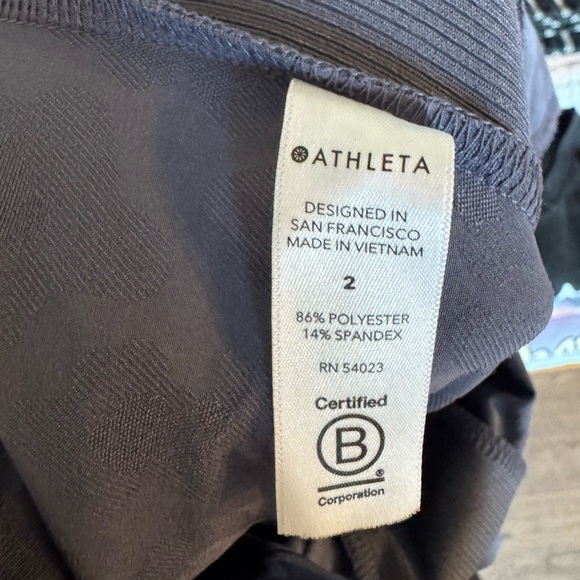 ATHLETA
DESIGNED IN
SAN FRANCISCO
MADE IN VIETNAM
2
86% POLYESTER
14% SPANDEX
RN 54023
Certified
B
®
Corporation